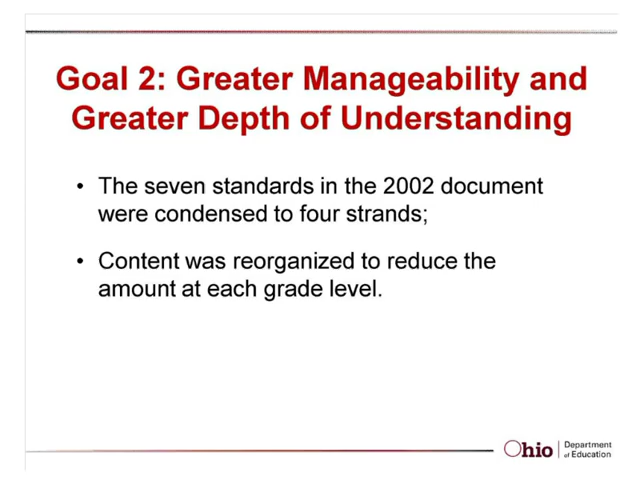 Goal 2: Greater Manageability and
Greater Depth of Understanding
• The seven standards in the 2002 document
were condensed to four strands;
• Content was reorganized to reduce the
amount at each grade level.
Ohio
Department
of Education